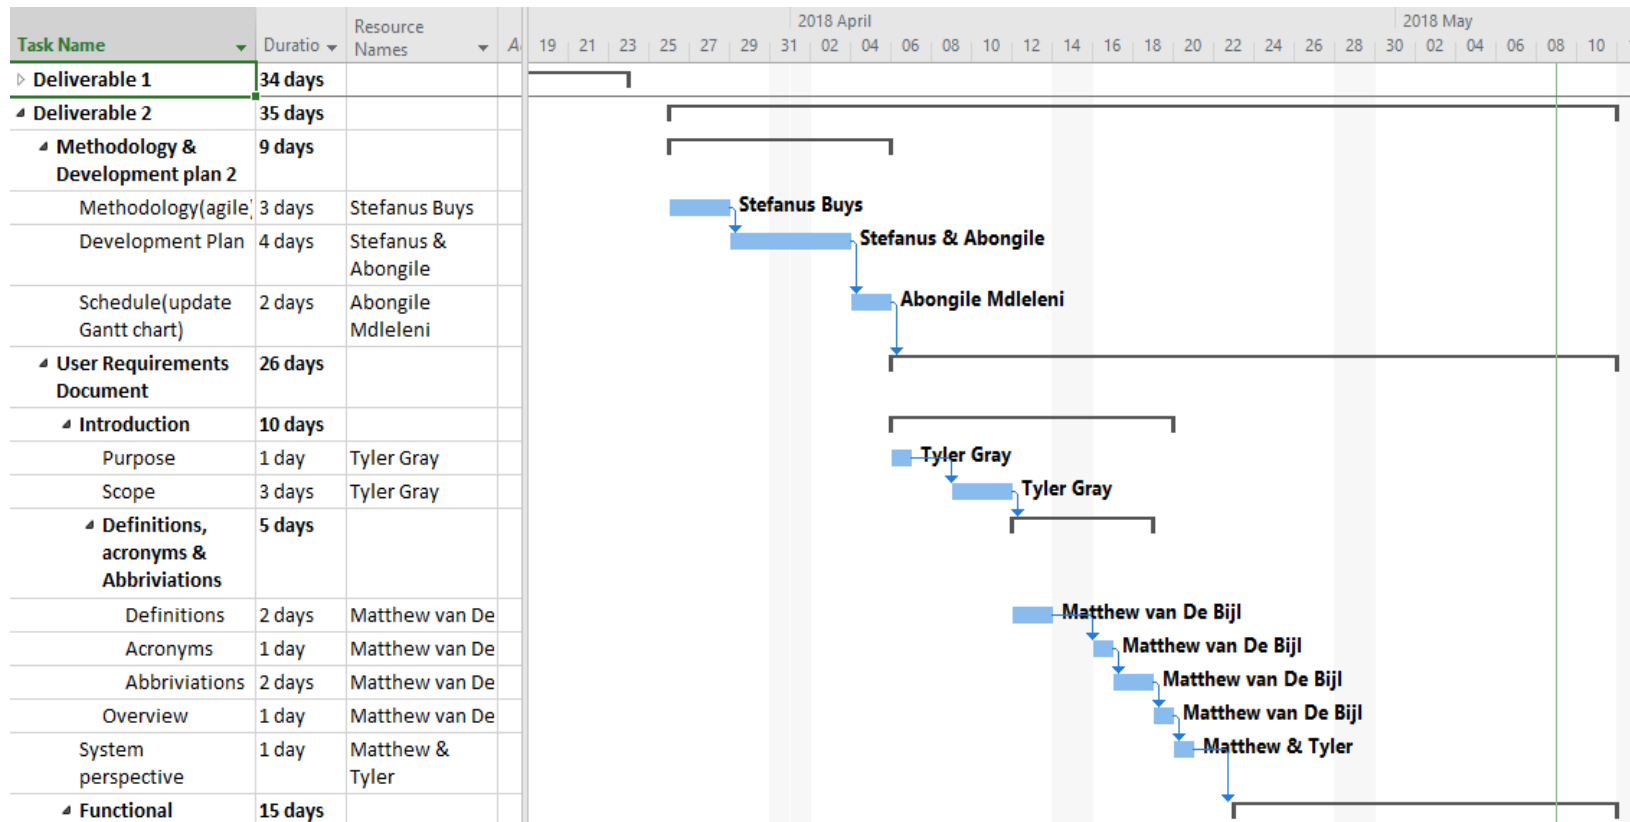 2018 April 2018 May
Task Name Duratio Resource Names A
19 21 23 25 27 29 31 02 04 06 08 10 12 14 16 18 20 22 24 26 28 30 02 04 06 08 10
Deliverable 1 34 days
Deliverable 2 35 days
Methodology & 9 days
Development plan 2
Methodology(agile) 3 days Stefanus Buys Stefanus Buys
Development Plan 4 days Stefanus & Stefanus & Abongile
Abongile
Schedule(update 2 days Abongile Abongile Mdleleni
Gantt chart) Mdleleni
User Requirements 26 days
Document
Introduction 10 days
Purpose 1 day Tyler Gray Tyler Gray
Scope 3 days Tyler Gray Tyler Gray
Definitions, 5 days
acronyms &
Abbriviations
Definitions 2 days Matthew van De Matthew van De Bijl
Acronyms 1 day Matthew van De Matthew van De Bijl
Abbriviations 2 days Matthew van De Matthew van De Bijl
Overview 1 day Matthew van De Matthew van De Bijl
System 1 day Matthew & Matthew & Tyler
perspective Tyler
Functional 15 days